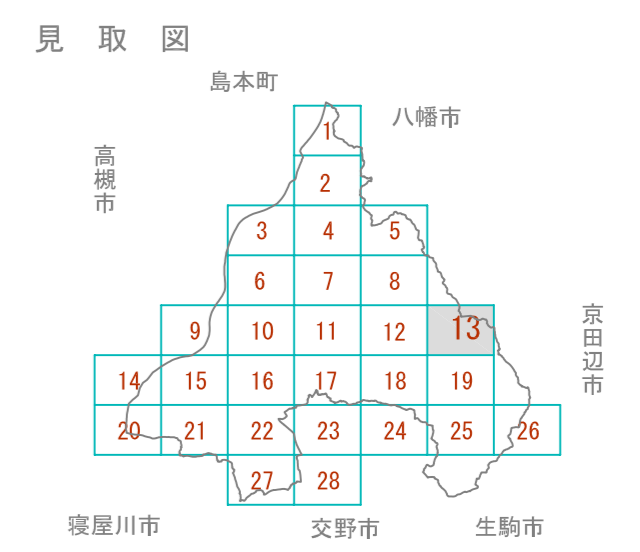 見取図
島本町
八幡市
高槻市
1
2
3 4 5
6 7 8
京田辺市
9 10 11 12 13
14 15 16 17 18 19
20 21 22 23 24 25 26
27 28
寝屋川市 交野市 生駒市